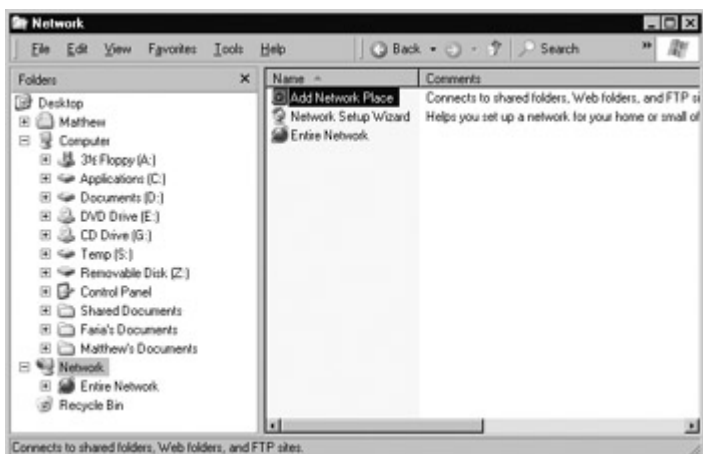 Network
File Edit View Favorites Tools Help Back Search »
Folders
Desktop
Matthew
Computer
3½ Floppy (A:)
Applications (C:)
Documents (D:)
DVD Drive (E:)
CD Drive (G:)
Temp (S:)
Removable Disk (Z:)
Control Panel
Shared Documents
Faria's Documents
Matthew's Documents
Network
Entire Network
Recycle Bin
Name Comments
Add Network Place Connects to shared folders, Web folders, and FTP si
Network Setup Wizard Helps you set up a network for your home or small of
Entire Network
Connects to shared folders, Web folders, and FTP sites.